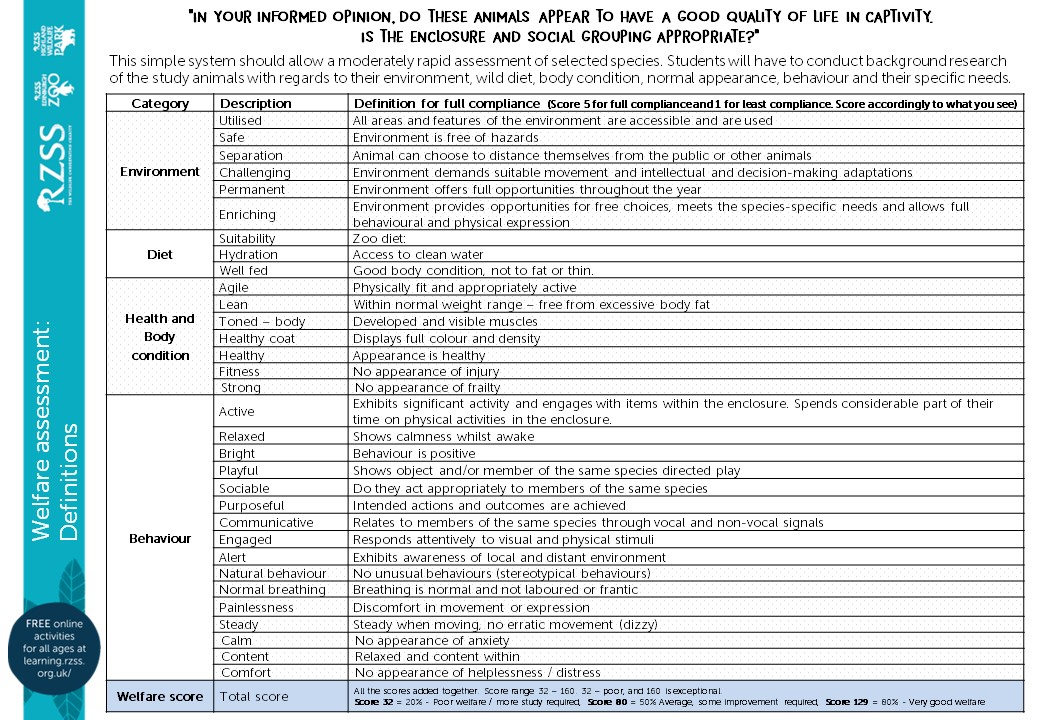 "IN YOUR INFORMED OPINION, DO THESE ANIMALS APPEAR TO HAVE A GOOD QUALITY OF LIFE IN CAPTIVITY.
IS THE ENCLOSURE AND SOCIAL GROUPING APPROPRIATE?"
This simple system should allow a moderately rapid assessment of selected species. Students will have to conduct background research
of the study animals with regards to their environment, wild diet, body condition, normal appearance, behaviour and their specific needs.
Category Description Definition for full compliance (Score 5 for full compliance and 1 for least compliance. Score accordingly to what you see)
Environment
Utilised All areas and features of the environment are accessible and are used
Safe Environment is free of hazards
Separation Animal can choose to distance themselves from the public or other animals
Challenging Environment demands suitable movement and intellectual and decision-making adaptations
Permanent Environment offers full opportunities throughout the year
Enriching Environment provides opportunities for free choices, meets the species-specific needs and allows full
behavioural and physical expression
Diet
Suitability Zoo diet:
Hydration Access to clean water
Well fed Good body condition, not to fat or thin.
Health and
Body
condition
Agile Physically fit and appropriately active
Lean Within normal weight range – free from excessive body fat
Toned – body Developed and visible muscles
Healthy coat Displays full colour and density
Healthy Appearance is healthy
Fitness No appearance of injury
Strong No appearance of frailty
Behaviour
Active Exhibits significant activity and engages with items within the enclosure. Spends considerable part of their
time on physical activities in the enclosure.
Relaxed Shows calmness whilst awake
Bright Behaviour is positive
Playful Shows object and/or member of the same species directed play
Sociable Do they act appropriately to members of the same species
Purposeful Intended actions and outcomes are achieved
Communicative Relates to members of the same species through vocal and non-vocal signals
Engaged Responds attentively to visual and physical stimuli
Alert Exhibits awareness of local and distant environment
Natural behaviour No unusual behaviours (stereotypical behaviours)
Normal breathing Breathing is normal and not laboured or frantic
Painlessness Discomfort in movement or expression
Steady Steady when moving, no erratic movement (dizzy)
Calm No appearance of anxiety
Content Relaxed and content within
Comfort No appearance of helplessness / distress
Welfare score Total score
All the scores added together. Score range 32 – 160. 32 – poor, and 160 is exceptional.
Score 32 = 20% - Poor welfare / more study required, Score 80 = 50% Average, some improvement required, Score 129 = 80% - Very good welfare
RZSS
HIGHLAND
WILDLIFE
PARK
RZSS
EDINBURGH
ZOO
RZSS
THE WILDLIFE CONSERVATION CHARITY
Welfare assessment:
Definitions
FREE online
activities
for all ages at
learning.rzss.
org.uk/